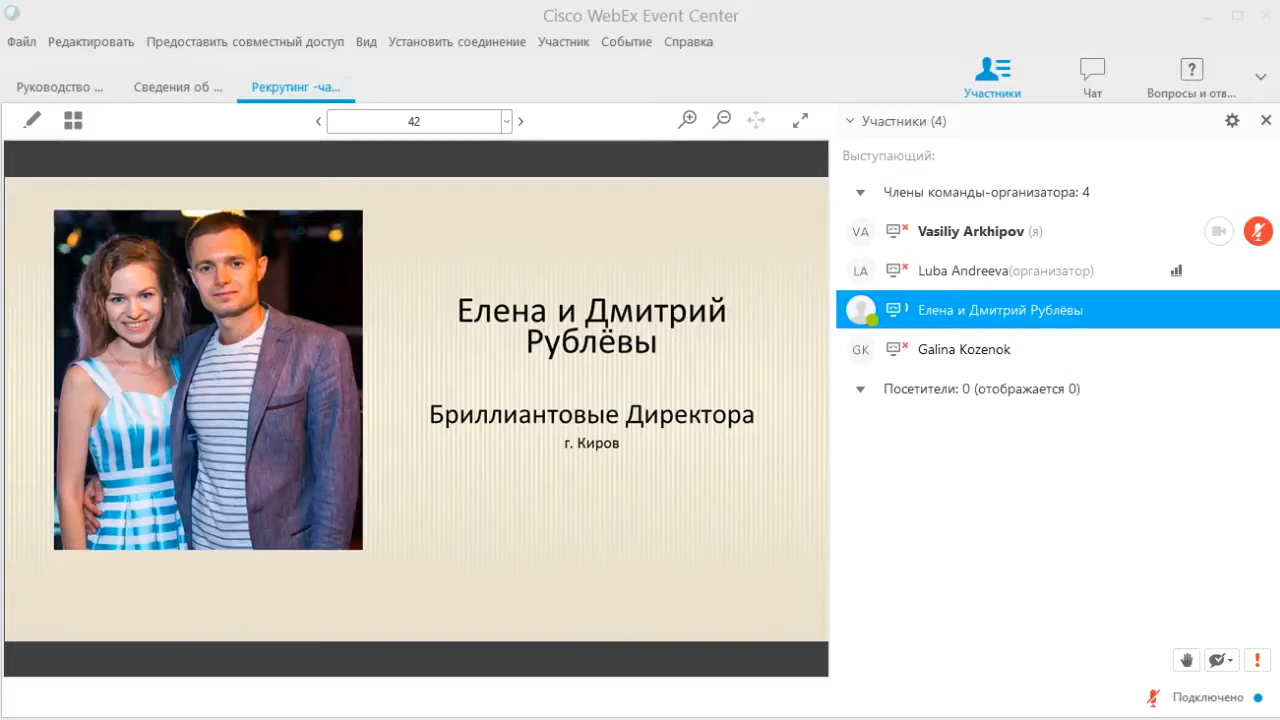 Cisco WebEx Event Center
Файл Редактировать Предоставить совместный доступ Вид Установить соединение Участник Событие Справка
Руководство ... Сведения об ... Рекрутинг -ча... Участники Чат Вопросы и отв...
42
Участники (4)
Выступающий:
Члены команды-организатора: 4
VA Vasiliy Arkhipov (я)
LA Luba Andreeva(организатор)
Елена и Дмитрий Рублёвы
GK Galina Kozenok
Посетители: 0 (отображается 0)
Елена и Дмитрий
Рублёвы
Бриллиантовые Директора
г. Киров
Подключено